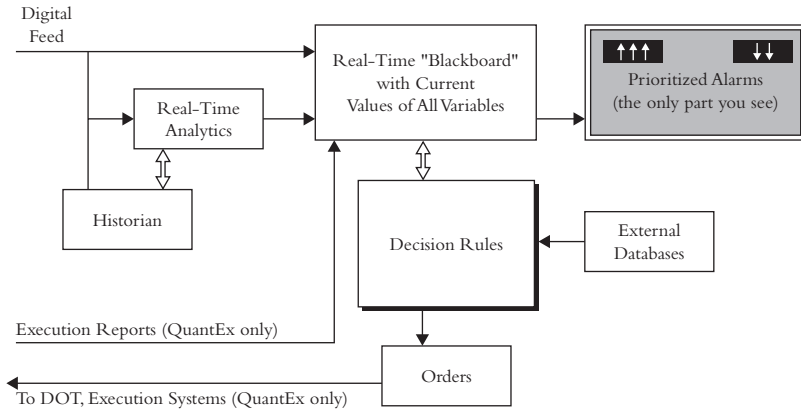 Digital
Feed
Real-Time "Blackboard"
with Current
Values of All Variables
Prioritized Alarms
(the only part you see)
Real-Time
Analytics
Historian
Decision Rules
External
Databases
Execution Reports (QuantEx only)
Orders
To DOT, Execution Systems (QuantEx only)